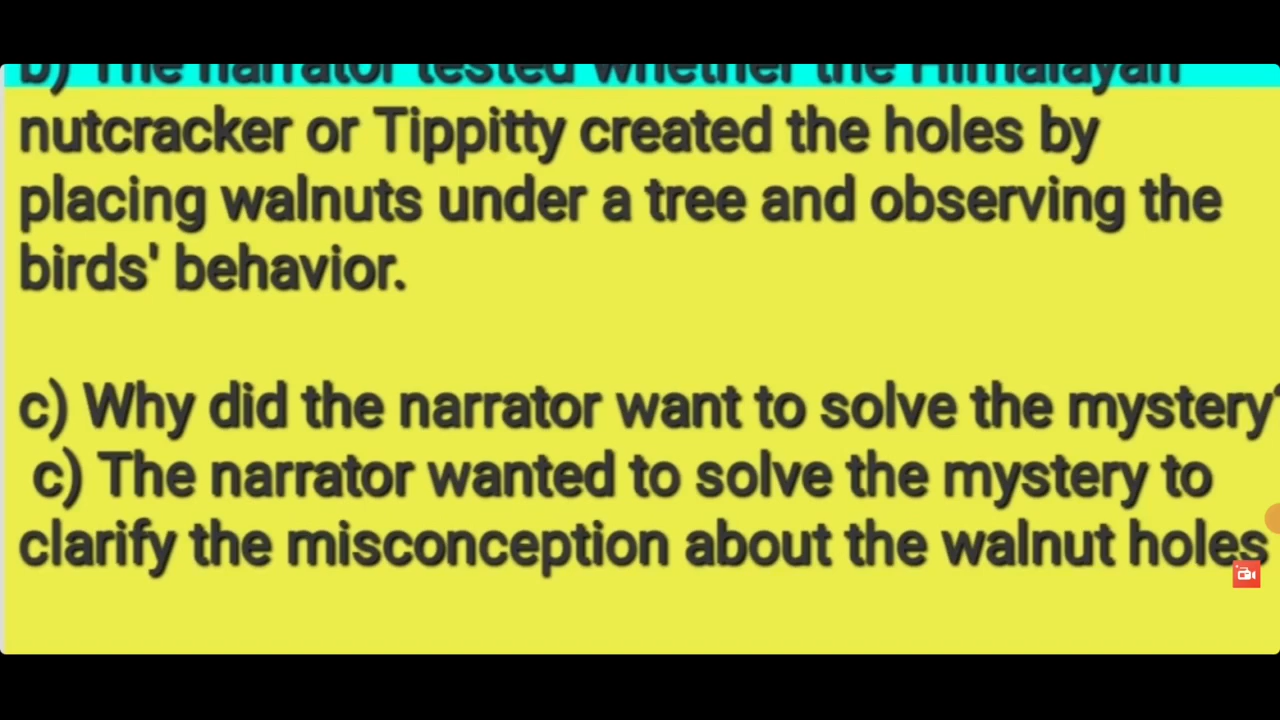 b) The narrator tested whether the Himalayan
nutcracker or Tippitty created the holes by
placing walnuts under a tree and observing the
birds' behavior.
c) Why did the narrator want to solve the mystery?
c) The narrator wanted to solve the mystery to
clarify the misconception about the walnut holes